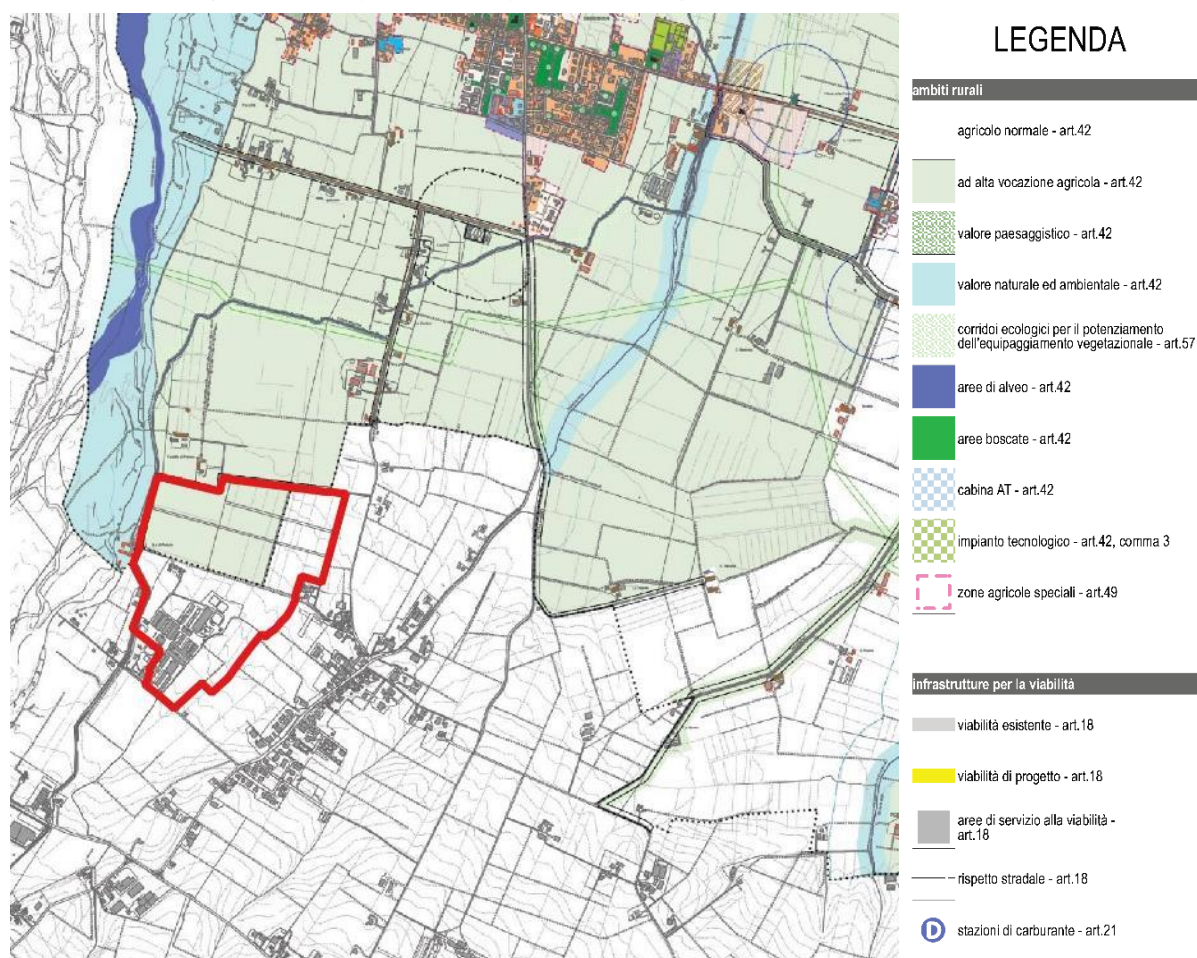 LEGENDA
ambiti rurali
agricolo normale - art.42
ad alta vocazione agricola - art.42
valore paesaggistico - art.42
valore naturale ed ambientale - art.42
corridoi ecologici per il potenziamento
dell'equipaggiamento vegetazionale - art.57
aree di alveo - art.42
aree boscate - art.42
cabina AT - art.42
impianto tecnologico - art.42, comma 3
zone agricole speciali - art.49
infrastrutture per la viabilità
viabilità esistente - art.18
viabilità di progetto - art.18
aree di servizio alla viabilità -
art.18
rispetto stradale - art.18
D stazioni di carburante - art.21